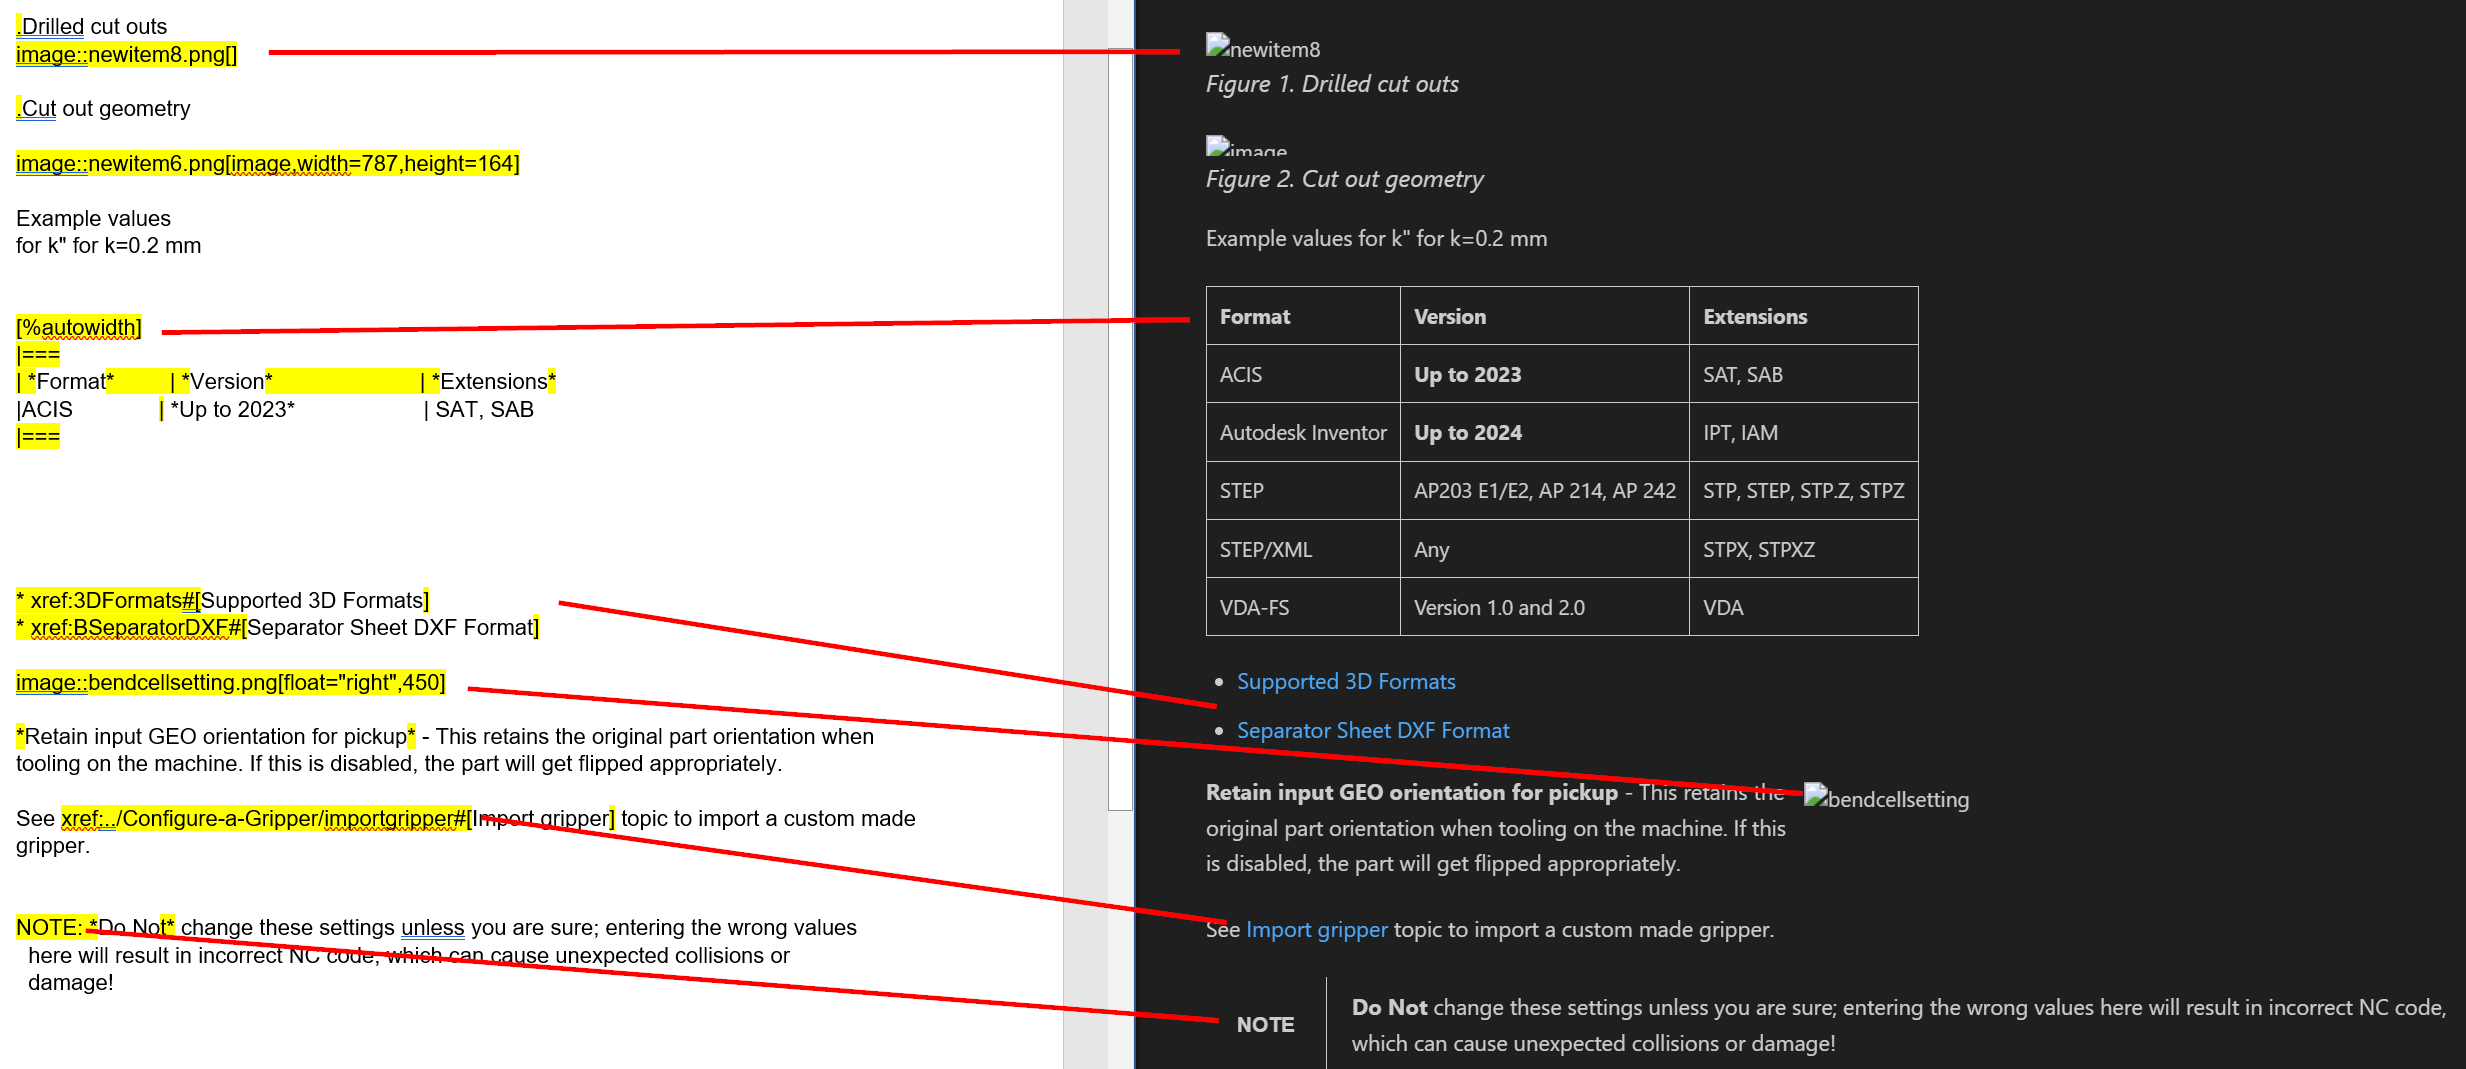 .Drilled cut outs
image::newitem8.png[]
.Cut out geometry
image::newitem6.png[image,width=787,height=164]
Example values
for k" for k=0.2 mm
[%autowidth]
|===
| *Format* | *Version* | *Extensions*
|ACIS | *Up to 2023* | SAT, SAB
|===
* xref:3DFormats#[Supported 3D Formats]
* xref:BSeparatorDXF#[Separator Sheet DXF Format]
image::bendcellsetting.png[float="right",450]
*Retain input GEO orientation for pickup* - This retains the original part orientation when
tooling on the machine. If this is disabled, the part will get flipped appropriately.
See xref:../Configure-a-Gripper/importgripper#[Import gripper] topic to import a custom made
gripper.
NOTE: *Do Not* change these settings unless you are sure; entering the wrong values
here will result in incorrect NC code, which can cause unexpected collisions or
damage!
newitem8
Figure 1. Drilled cut outs
image
Figure 2. Cut out geometry
Example values for k" for k=0.2 mm
Format Version Extensions
ACIS Up to 2023 SAT, SAB
Autodesk Inventor Up to 2024 IPT, IAM
STEP AP203 E1/E2, AP 214, AP 242 STP, STEP, STP.Z, STPZ
STEP/XML Any STPX, STPXZ
VDA-FS Version 1.0 and 2.0 VDA
• Supported 3D Formats
• Separator Sheet DXF Format
Retain input GEO orientation for pickup - This retains the
original part orientation when tooling on the machine. If this
is disabled, the part will get flipped appropriately.
bendcellsetting
See Import gripper topic to import a custom made gripper.
NOTE
Do Not change these settings unless you are sure; entering the wrong values here will result in incorrect NC code,
which can cause unexpected collisions or damage!